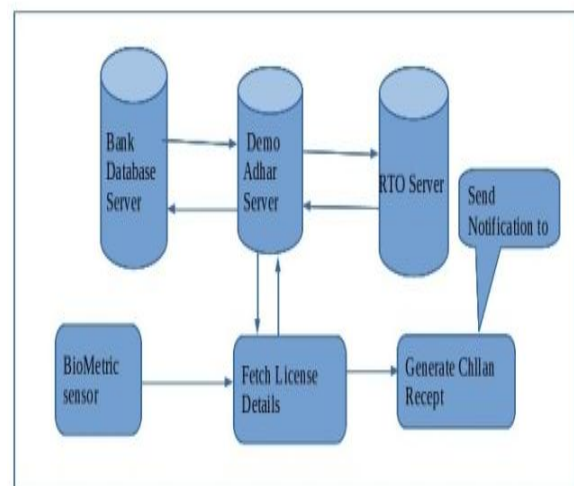 Bank
Database
Server
Demo
Adhar
Server
RTO Server
Send
Notification to
BioMetric
sensor
Fetch License
Details
Generate Chllan
Recept